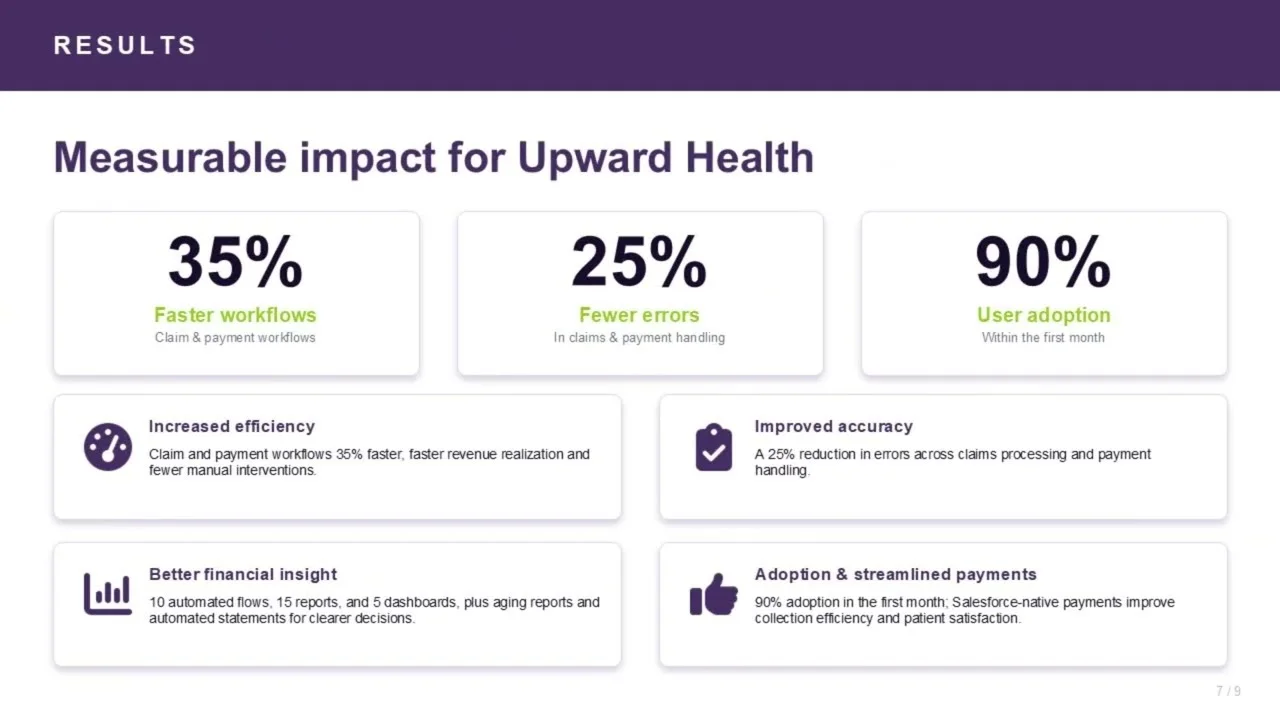 RESULTS
Measurable impact for Upward Health
35%
Faster workflows
Claim & payment workflows
25%
Fewer errors
In claims & payment handling
90%
User adoption
Within the first month
Increased efficiency
Claim and payment workflows 35% faster, faster revenue realization and
fewer manual interventions.
Improved accuracy
A 25% reduction in errors across claims processing and payment
handling.
Better financial insight
10 automated flows, 15 reports, and 5 dashboards, plus aging reports and
automated statements for clearer decisions.
Adoption & streamlined payments
90% adoption in the first month; Salesforce-native payments improve
collection efficiency and patient satisfaction.
7 / 9